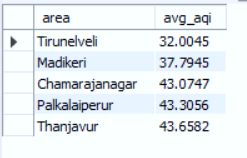 area avg_aqi
Tirunelveli 32.0045
Madikeri 37.7945
Chamarajanagar 43.0747
Palkalaiperur 43.3056
Thanjavur 43.6582